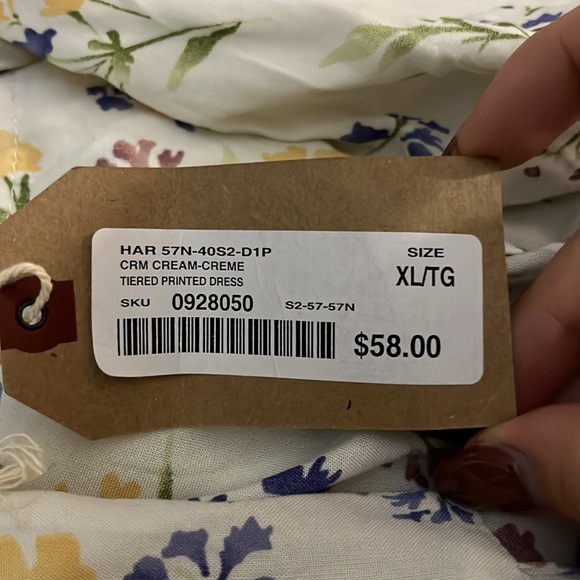 HAR 57N-40S2-D1P
CRM CREAM-CREME
TIERED PRINTED DRESS
SKU 0928050 S2-57-57N
SIZE
XL/TG
$58.00